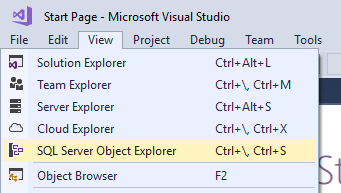 Start Page - Microsoft Visual Studio
File Edit View Project Debug Team Tools
Solution Explorer Ctrl+Alt+L
Team Explorer Ctrl+\, Ctrl+M
Server Explorer Ctrl+Alt+S
Cloud Explorer Ctrl+\, Ctrl+X
SQL Server Object Explorer Ctrl+\, Ctrl+S
Object Browser F2